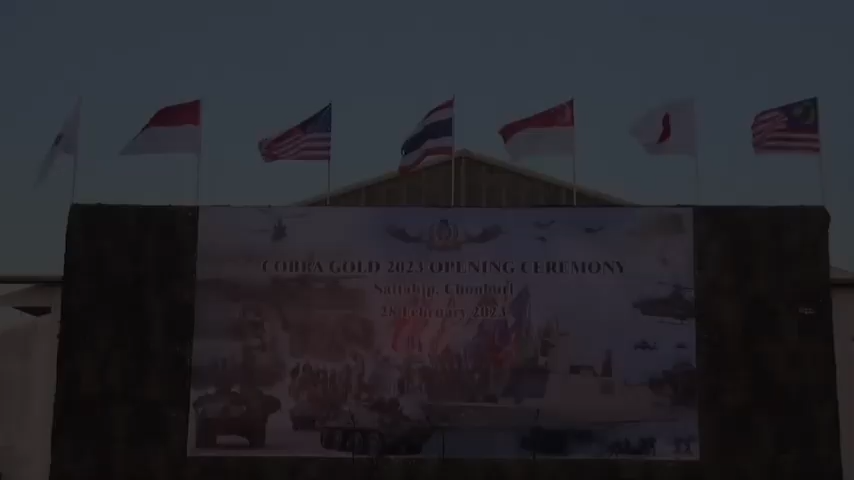 COBRA GOLD 2023 OPENING CEREMONY
Sattahip, Chonburi
28 February 2023